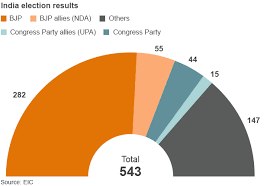 India election results
BJP BJP allies (NDA) Others
Congress Party allies (UPA) Congress Party
55
44
15
282
147
Total
543
Source: EIC